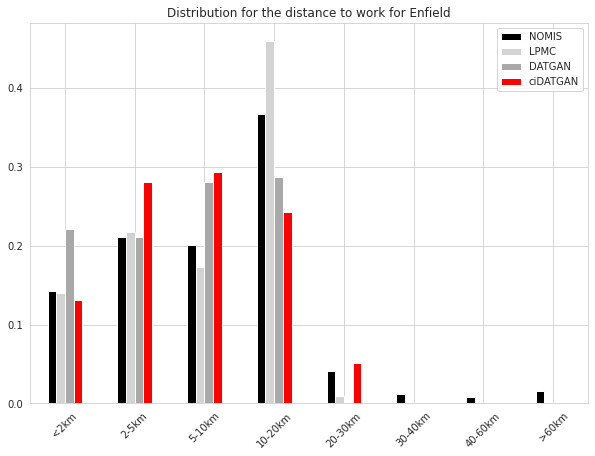 Distribution for the distance to work for Enfield
NOMIS
LPMC
DATGAN
ciDATGAN
0.4
0.3
0.2
0.1
0.0
<2km
2-5km
5-10km
10-20km
20-30km
30-40km
40-60km
>60km